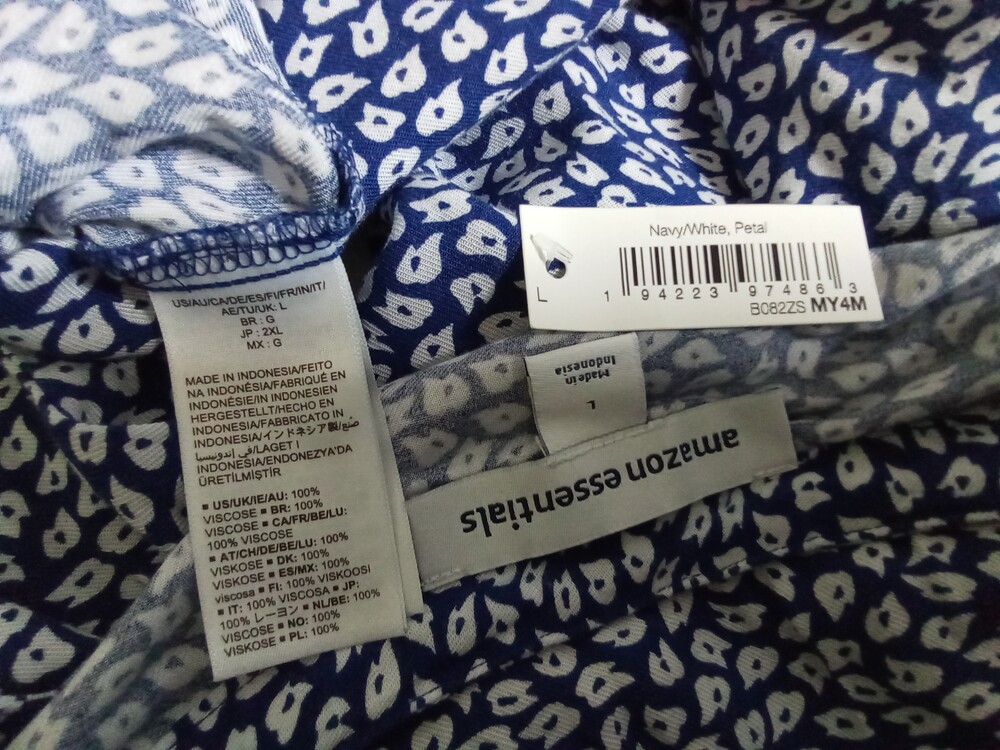 US/AU/CA/DE/ES/FI/FR/IN/IT/
AE/TU/UK: L
BR : G
JP : 2XL
MX : G
MADE IN INDONESIA/FEITO
NA INDONÉSIA/FABRIQUÉ EN
INDONÉSIE/IN INDONESIEN
HERGESTELLT/HECHO EN
INDONESIA/FABBRICATO IN
INDONESIA/インドネシア製/صنع
في إندونيسيا/LAGET I
INDONESIA/ENDONEZYA'DA
ÜRETİLMİŞTİR
▪ US/UK/IE/AU: 100%
VISCOSE ▪ BR: 100%
VISCOSE ▪ CA/FR/BE/LU:
100% VISCOSE
▪ AT/CH/DE/BE/LU: 100%
VISKOSE ▪ DK: 100%
VISKOSE ▪ ES/MX: 100%
viscosa ▪ FI: 100% VISKOOSI
▪ IT: 100% VISCOSA ▪ JP:
100% レーヨン ▪ NL/BE: 100%
VISCOSE ▪ NO: 100%
VISKOSE ▪ PL: 100%
Navy/White, Petal
L
1 94223 97486 3
B082ZS MY4M
L
Made in
Indonesia
amazon essentials